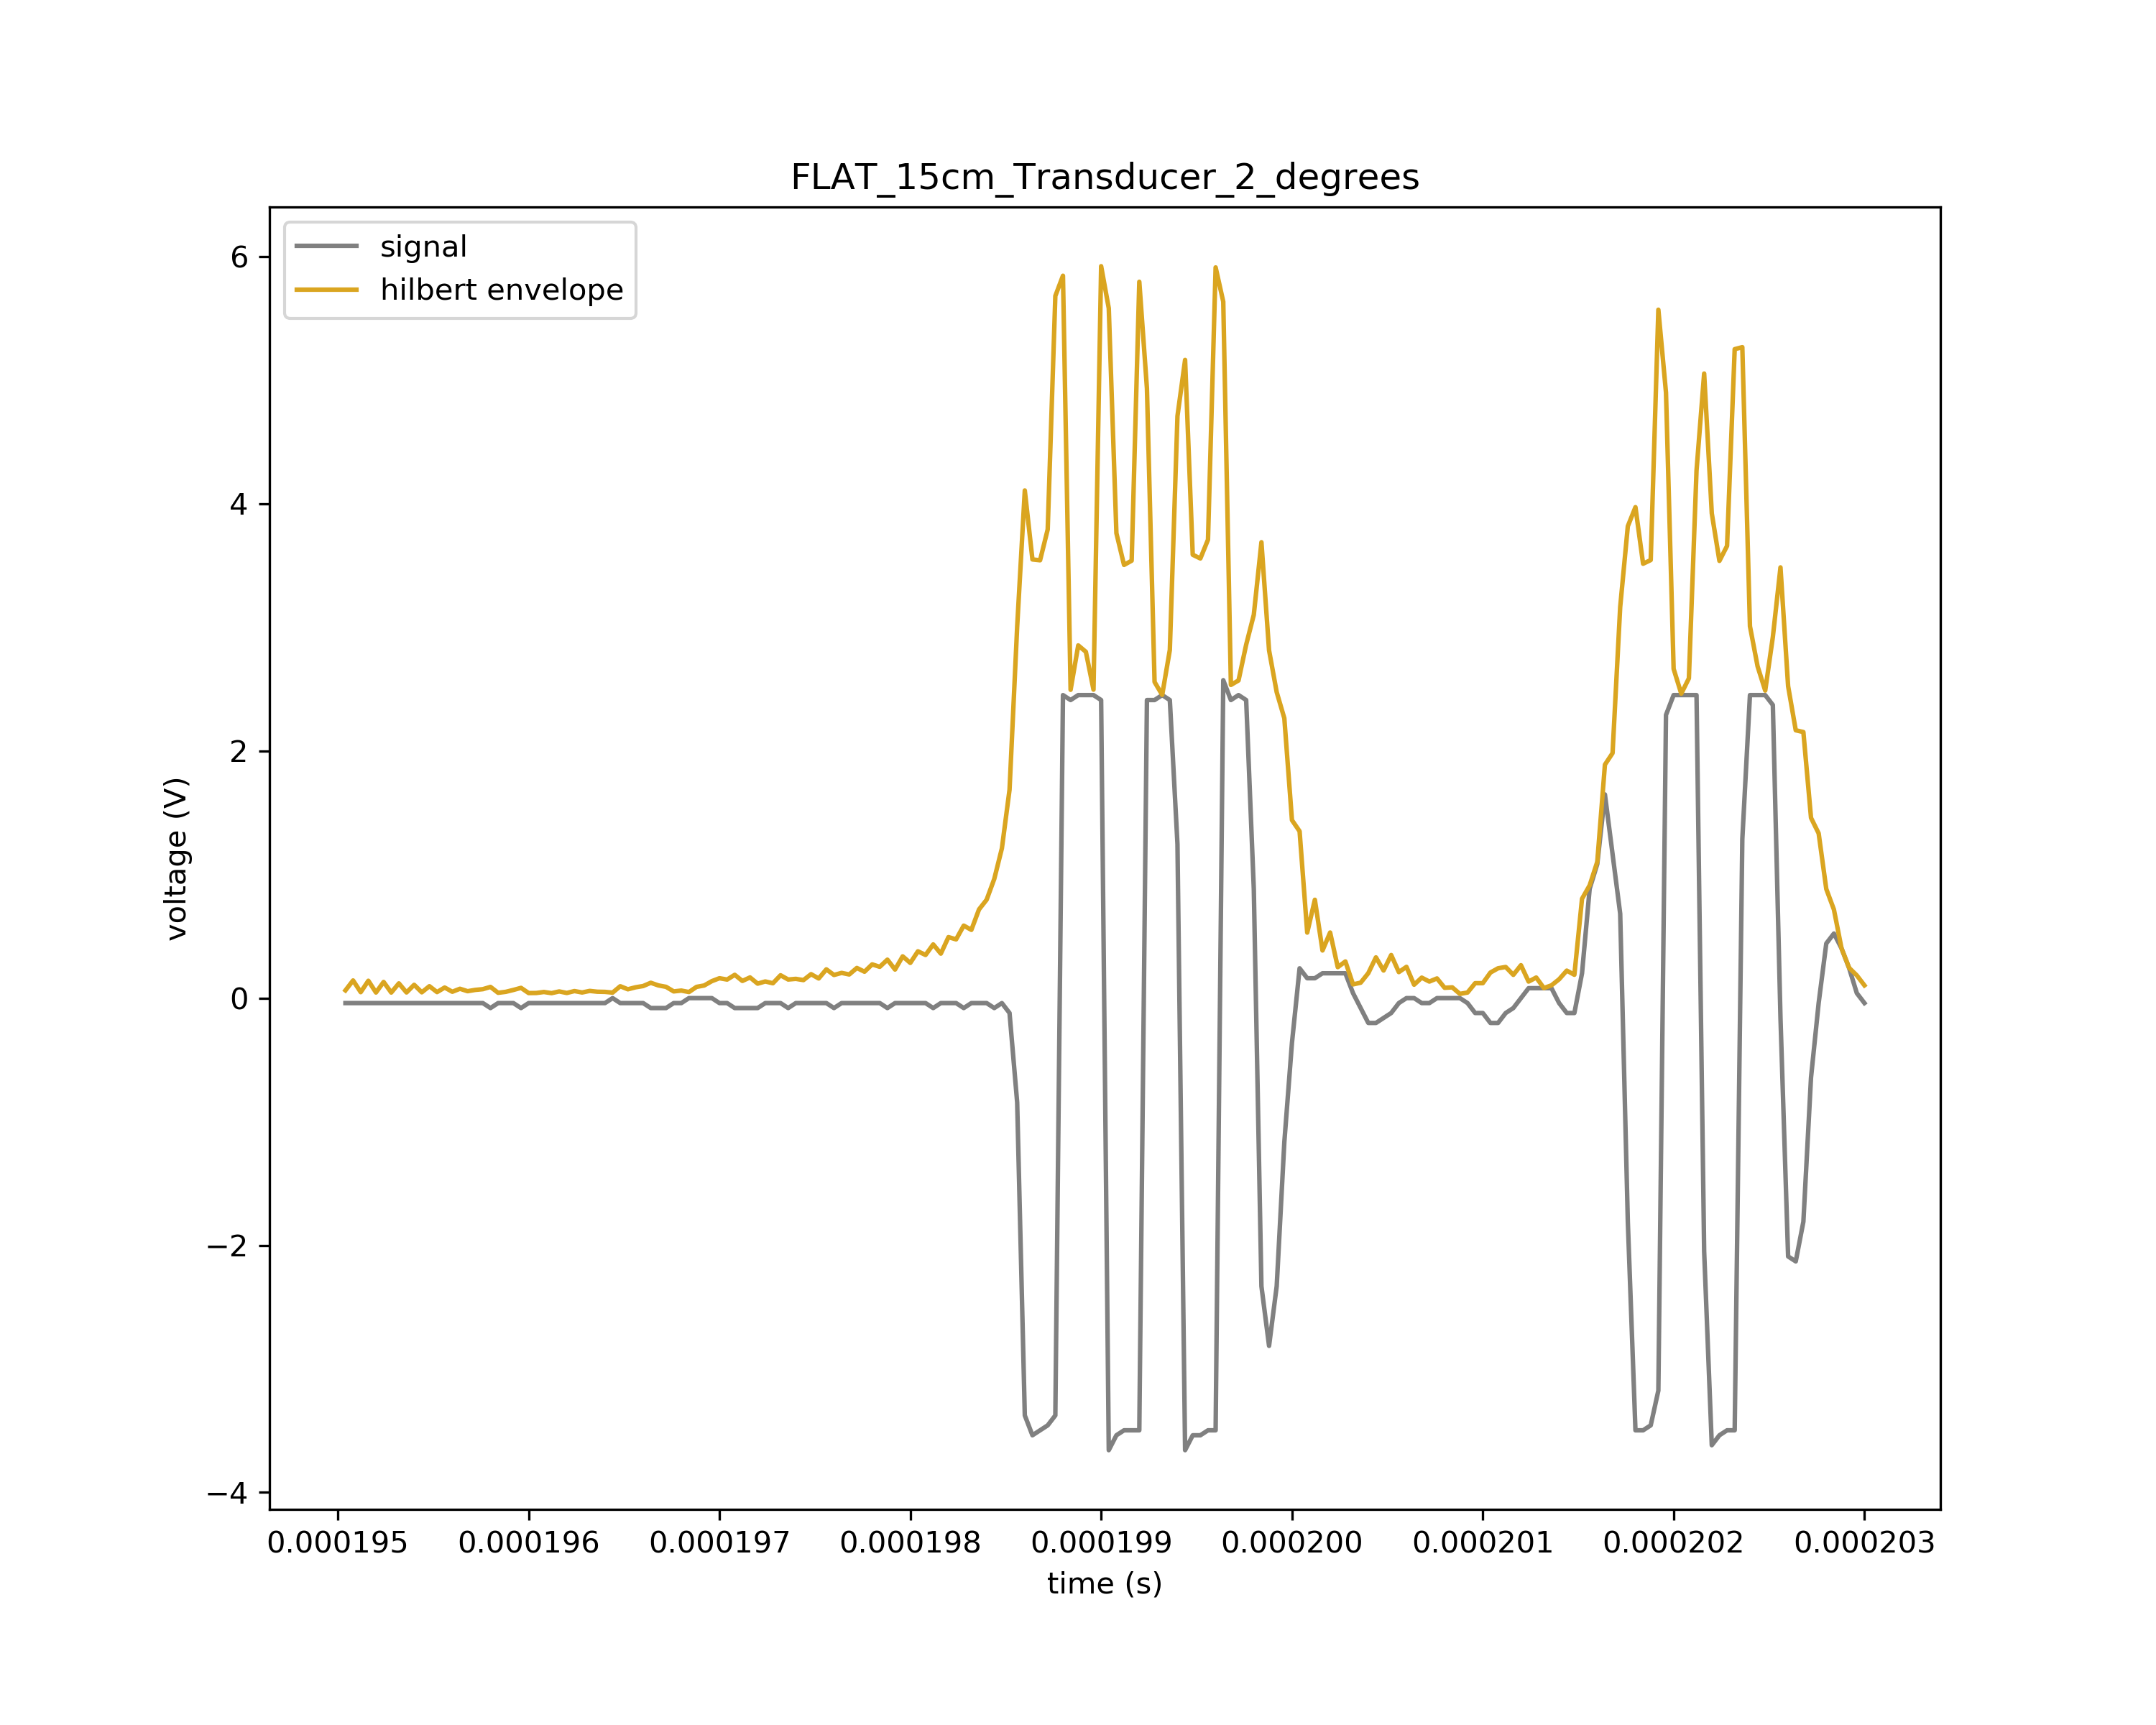 FLAT_15cm_Transducer_2_degrees
signal
hilbert envelope
6
4
2
0
−2
−4
voltage (V)
0.000195 0.000196 0.000197 0.000198 0.000199 0.000200 0.000201 0.000202 0.000203
time (s)